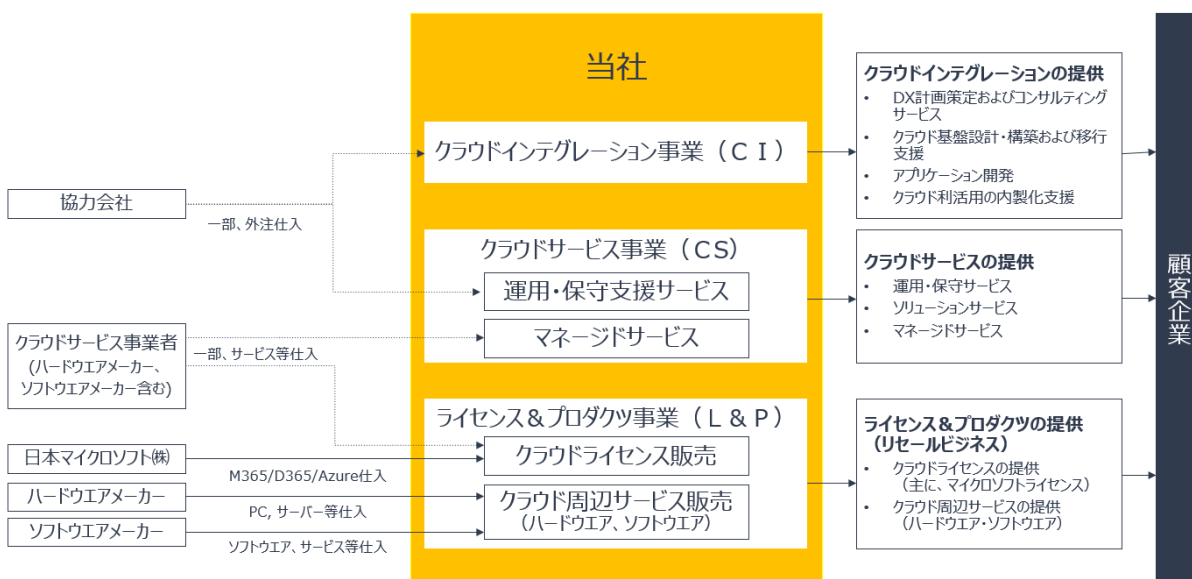 当社
クラウドインテグレーション事業（ＣＩ）
クラウドサービス事業（CS）
運用・保守支援サービス
マネージドサービス
ライセンス＆プロダクツ事業（Ｌ＆Ｐ）
クラウドライセンス販売
クラウド周辺サービス販売
（ハードウエア、ソフトウエア）
協力会社
一部、外注仕入
クラウドサービス事業者
(ハードウエアメーカー、
ソフトウエアメーカー含む)
一部、サービス等仕入
日本マイクロソフト㈱
M365/D365/Azure仕入
ハードウエアメーカー
PC, サーバー等仕入
ソフトウエアメーカー
ソフトウエア、サービス等仕入
クラウドインテグレーションの提供
• DX計画策定およびコンサルティング
サービス
• クラウド基盤設計・構築および移行
支援
• アプリケーション開発
• クラウド利活用の内製化支援
クラウドサービスの提供
• 運用・保守サービス
• ソリューションサービス
• マネージドサービス
ライセンス＆プロダクツの提供
（リセールビジネス）
• クラウドライセンスの提供
（主に、マイクロソフトライセンス）
• クラウド周辺サービスの提供
（ハードウエア・ソフトウエア）
顧客企業